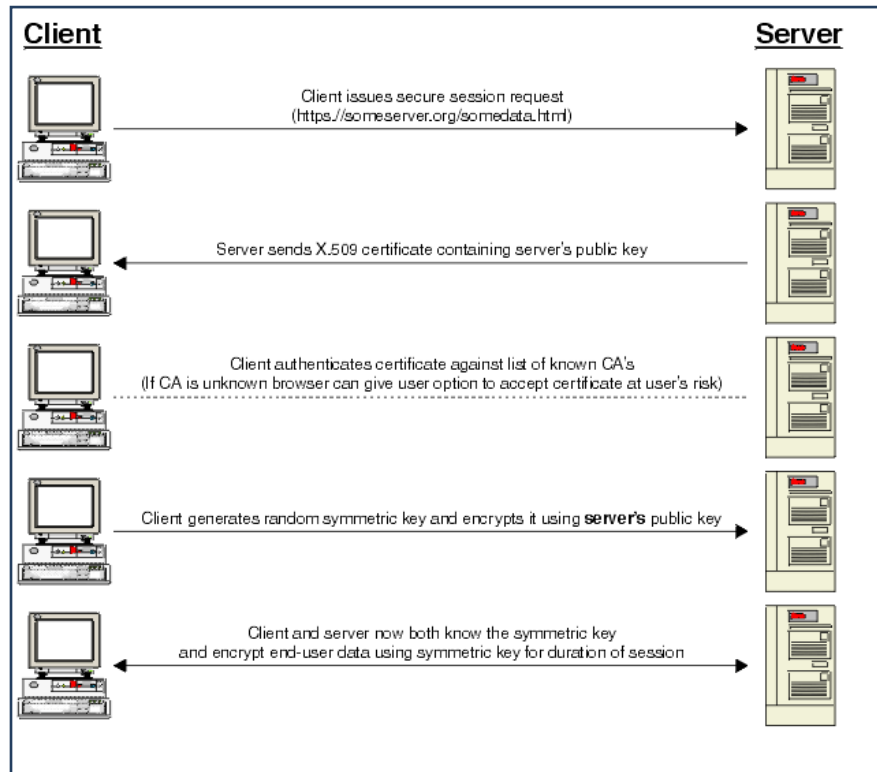 Client
Server
Client issues secure session request
(https://someserver.org/somedata.html)
Server sends X.509 certificate containing server's public key
Client authenticates certificate against list of known CA's
(If CA is unknown browser can give user option to accept certificate at user's risk)
Client generates random symmetric key and encrypts it using server's public key
Client and server now both know the symmetric key
and encrypt end-user data using symmetric key for duration of session